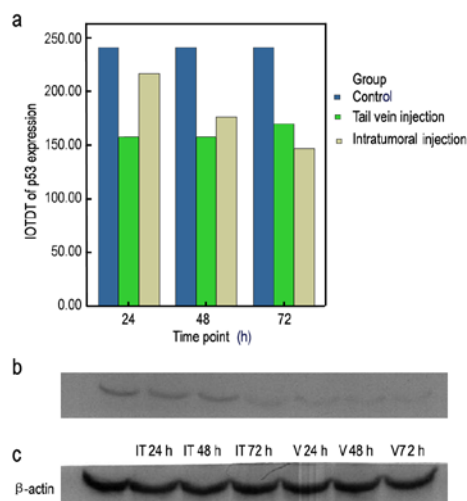 a
250.00
200.00
150.00
100.00
50.00
0.00
IOTDT of p53 expression
24 48 72
Time point (h)
Group
Control
Tail vein injection
Intratumoral injection
b
IT 24 h IT 48 h IT 72 h V 24 h V 48 h V72 h
c
β-actin